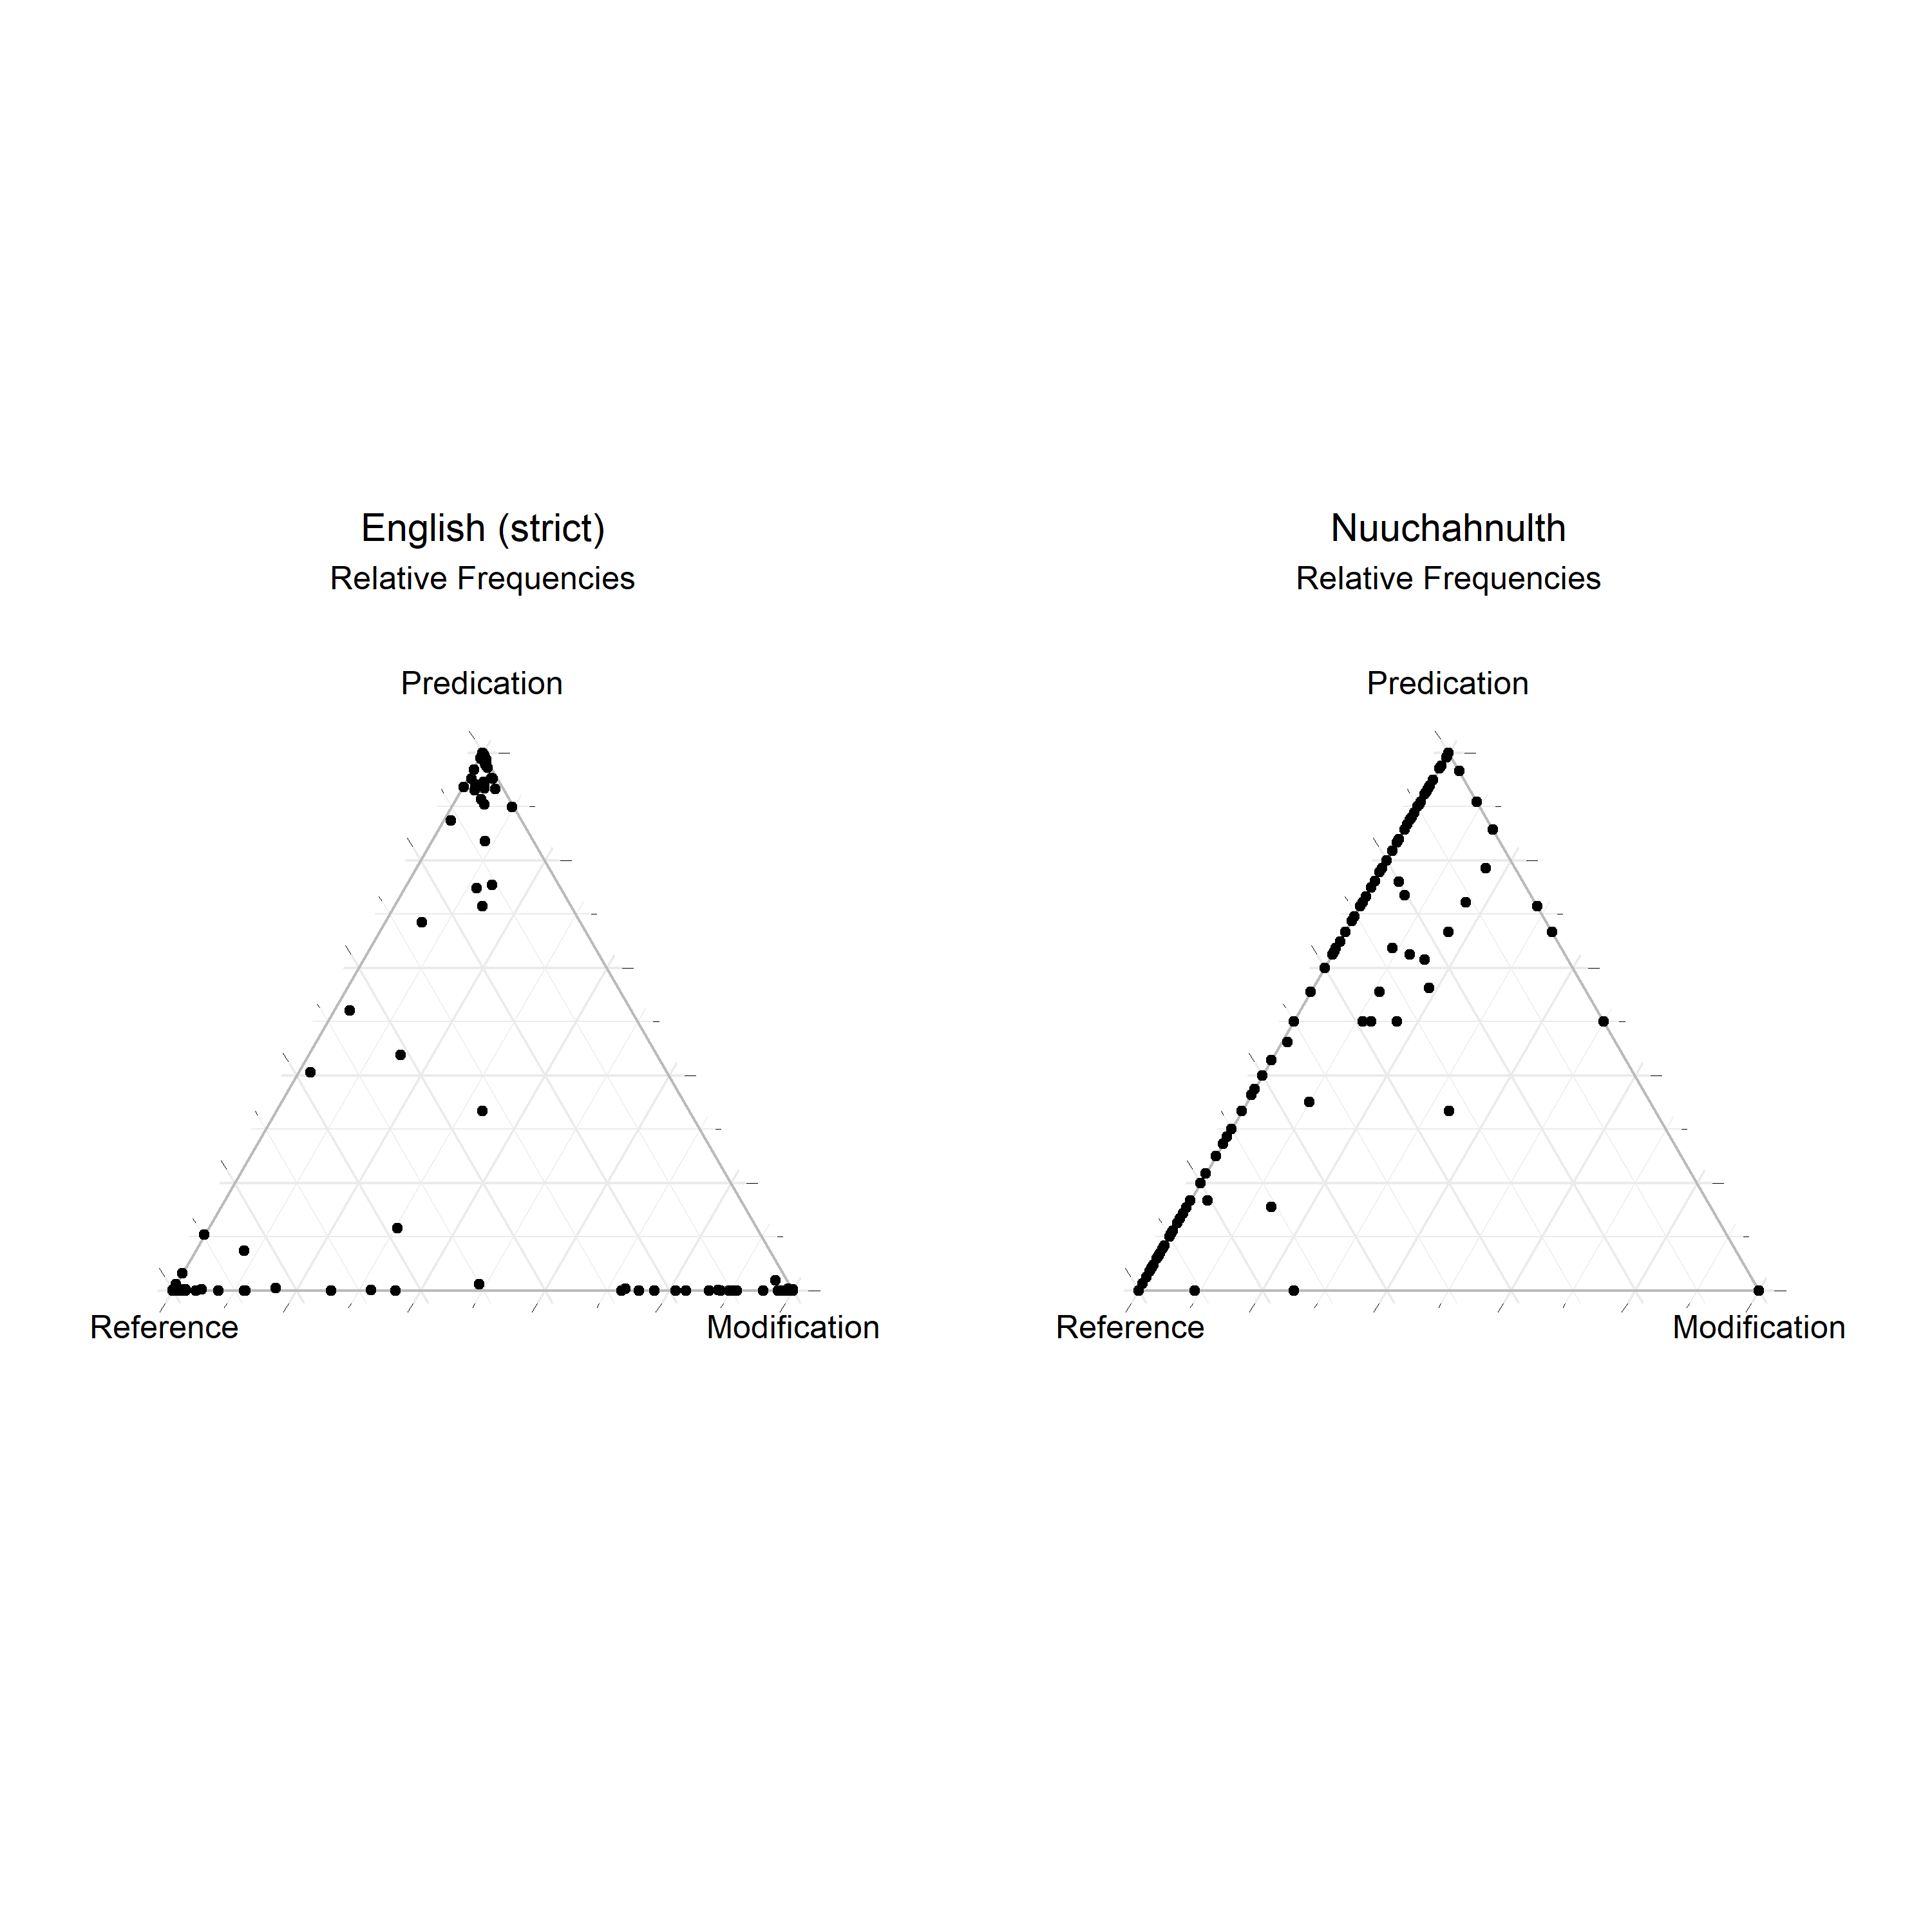 English (strict)
Relative Frequencies
Predication
Reference
Modification
Nuuchahnulth
Relative Frequencies
Predication
Reference
Modification